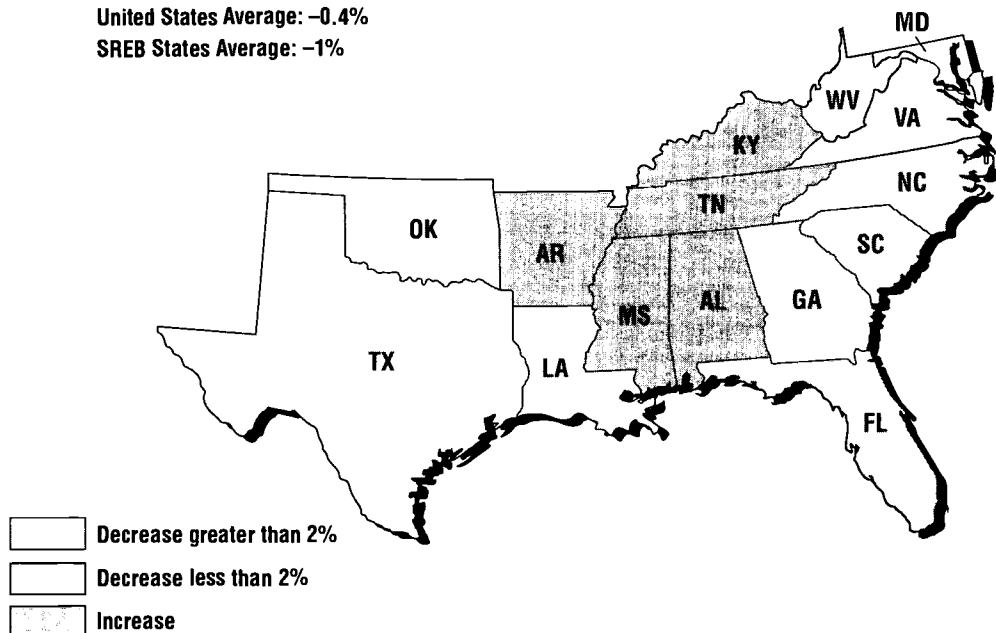 United States Average: –0.4%
SREB States Average: –1%
MD
WV
VA
KY
NC
TN
OK
AR
SC
MS
AL
GA
TX
LA
FL
Decrease greater than 2%
Decrease less than 2%
Increase